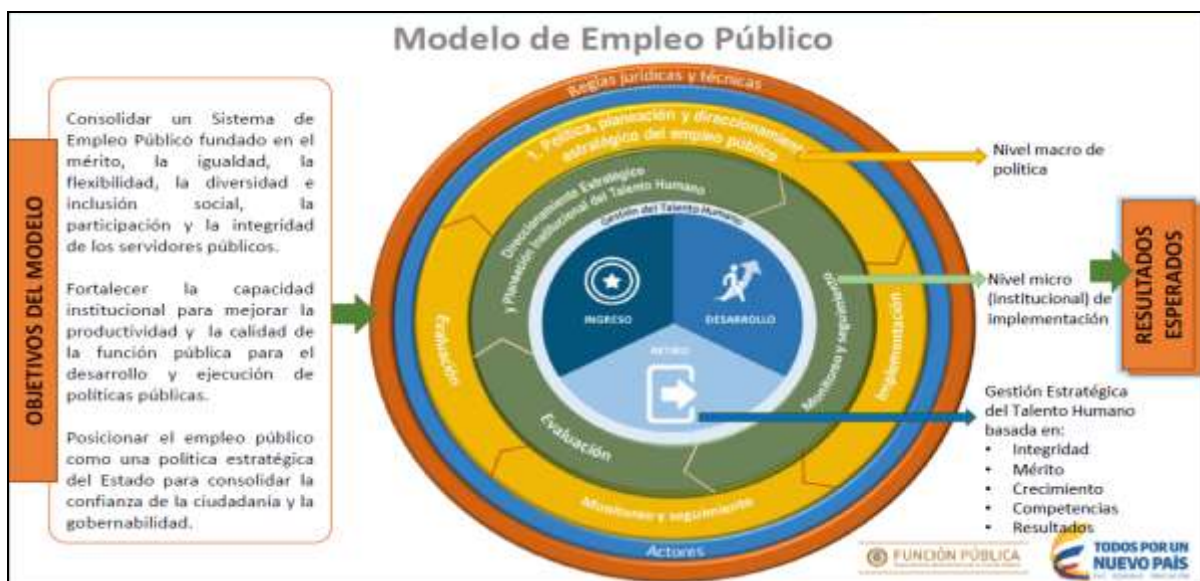 Modelo de Empleo Público
OBJETIVOS DEL MODELO
Consolidar un Sistema de
Empleo Público fundado en el
mérito, la igualdad, la
flexibilidad, la diversidad e
inclusión social, la
participación y la integridad
de los servidores públicos.
Fortalecer la capacidad
institucional para mejorar la
productividad y la calidad de
la función pública para el
desarrollo y ejecución de
políticas públicas.
Posicionar el empleo público
como una política estratégica
del Estado para consolidar la
confianza de la ciudadanía y la
gobernabilidad.
Reglas jurídicas y técnicas
1. Política, planeación y direccionamiento
estratégico del empleo público
Direccionamiento Estratégico
y Planeación Institucional del Talento Humano
Gestión del Talento Humano
INGRESO
DESARROLLO
RETIRO
Monitoreo y seguimiento
Evaluación
Implementación
Evaluación
Monitoreo y seguimiento
Actores
Nivel macro de
política
Nivel micro
(institucional) de
implementación
Gestión Estratégica
del Talento Humano
basada en:
• Integridad
• Mérito
• Crecimiento
• Competencias
• Resultados
RESULTADOS
ESPERADOS
FUNCIÓN PÚBLICA
TODOS POR UN
NUEVO PAÍS